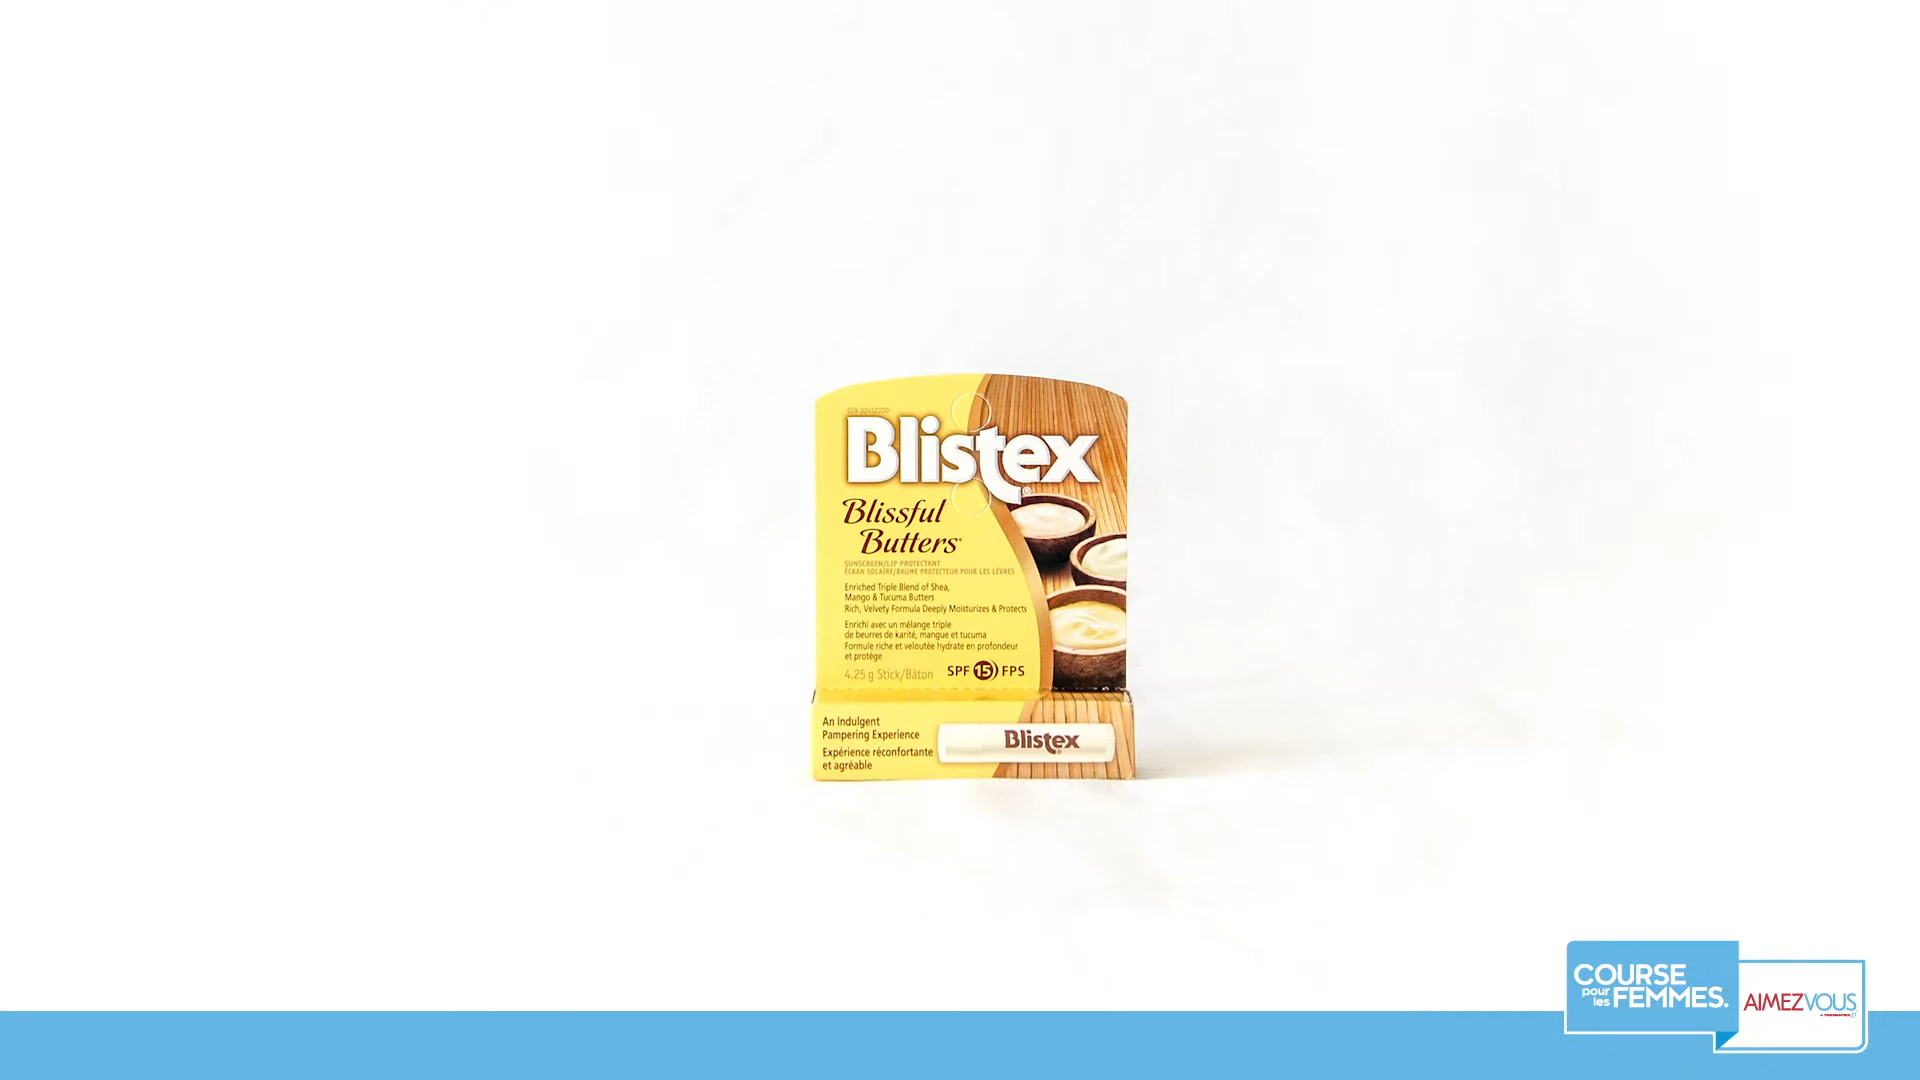 DIN 02452200
Blistex
Blissful
Butters
SUNSCREEN/LIP PROTECTANT
ÉCRAN SOLAIRE/BAUME PROTECTEUR POUR LES LÈVRES
Enriched Triple Blend of Shea,
Mango & Tucuma Butters
Rich, Velvety Formula Deeply Moisturizes & Protects
Enrichi avec un mélange triple
de beurres de karité, mangue et tucuma
Formule riche et veloutée hydrate en profondeur
et protège
4.25 g Stick/Bâton
SPF 15 FPS
An Indulgent
Pampering Experience
Expérience réconfortante
et agréable
Blistex
COURSE
pour
les FEMMES.
AIMEZVOUS